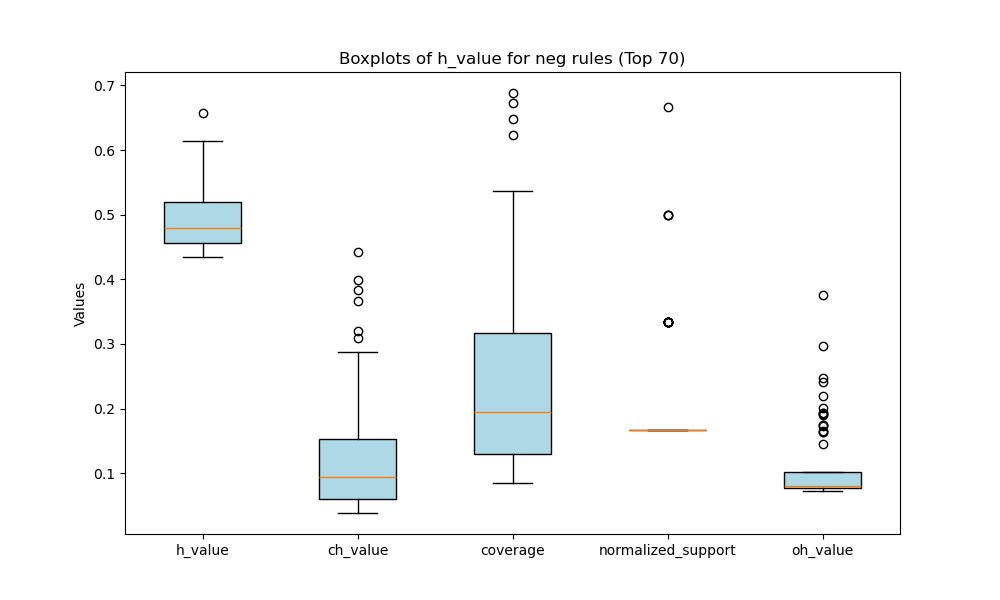 Boxplots of h_value for neg rules (Top 70)
Values
0.7
0.6
0.5
0.4
0.3
0.2
0.1
h_value
ch_value
coverage
normalized_support
oh_value